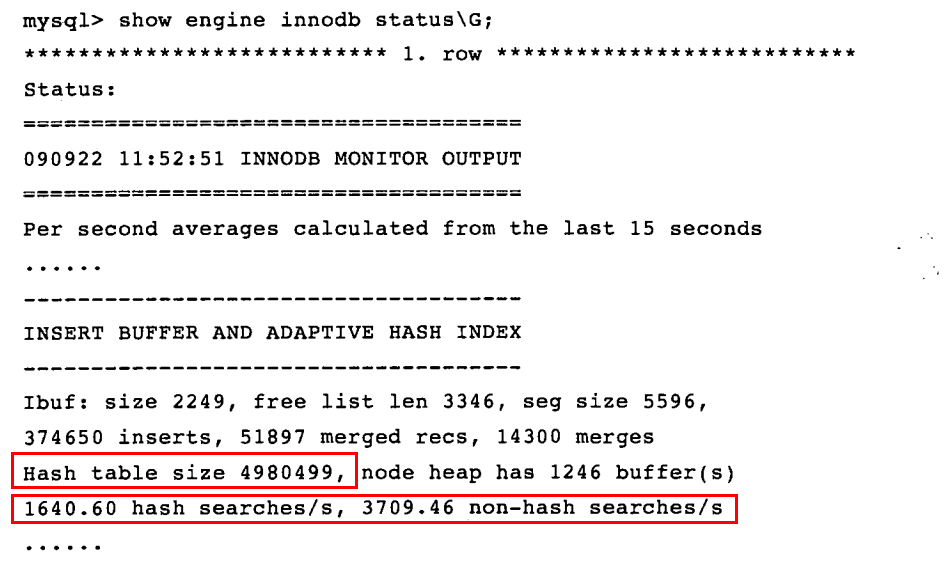 mysql> show engine innodb status\G;
*************************** 1. row ***************************
Status:
=====================================
090922 11:52:51 INNODB MONITOR OUTPUT
=====================================
Per second averages calculated from the last 15 seconds
......
-------------------------------------
INSERT BUFFER AND ADAPTIVE HASH INDEX
-------------------------------------
Ibuf: size 2249, free list len 3346, seg size 5596,
374650 inserts, 51897 merged recs, 14300 merges
Hash table size 4980499, node heap has 1246 buffer(s)
1640.60 hash searches/s, 3709.46 non-hash searches/s
......